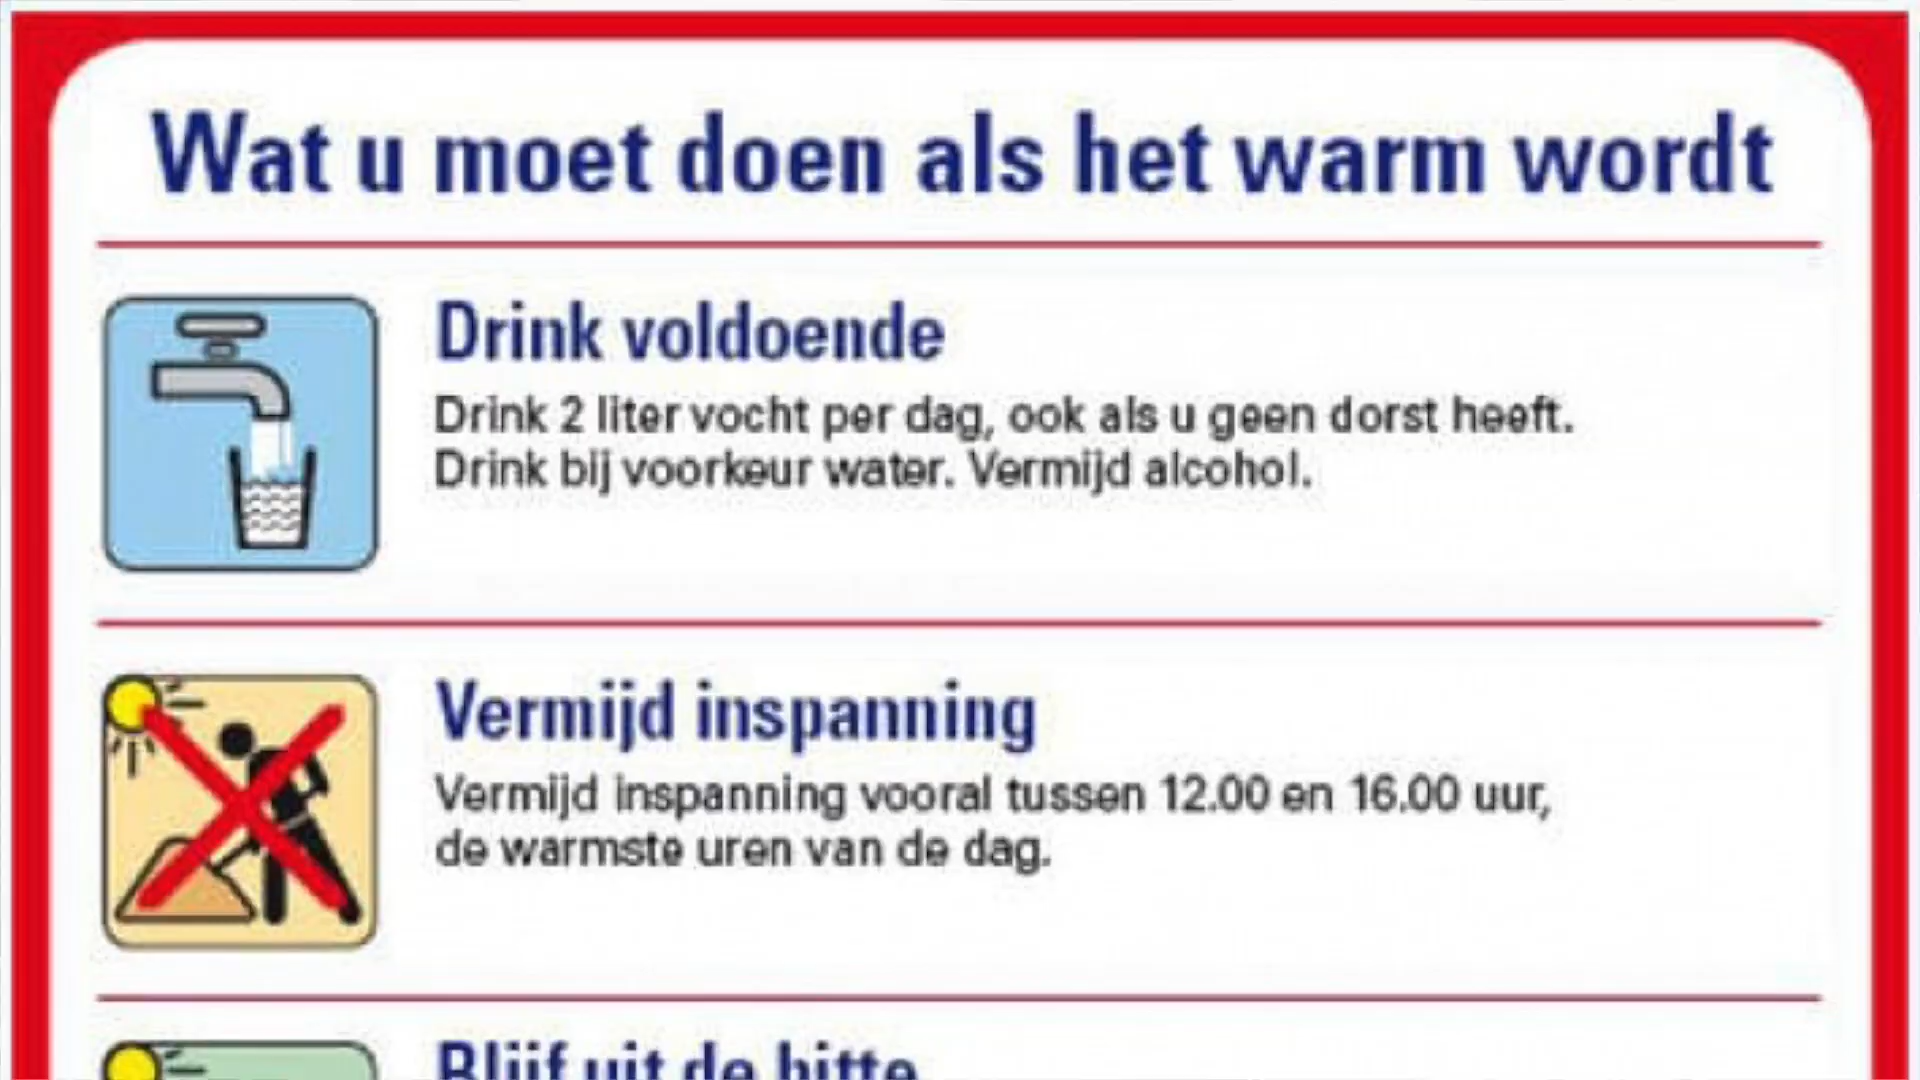 Wat u moet doen als het warm wordt
Drink voldoende
Drink 2 liter vocht per dag, ook als u geen dorst heeft.
Drink bij voorkeur water. Vermijd alcohol.
Vermijd inspanning
Vermijd inspanning vooral tussen 12.00 en 16.00 uur,
de warmste uren van de dag.
Blijf uit de hitte